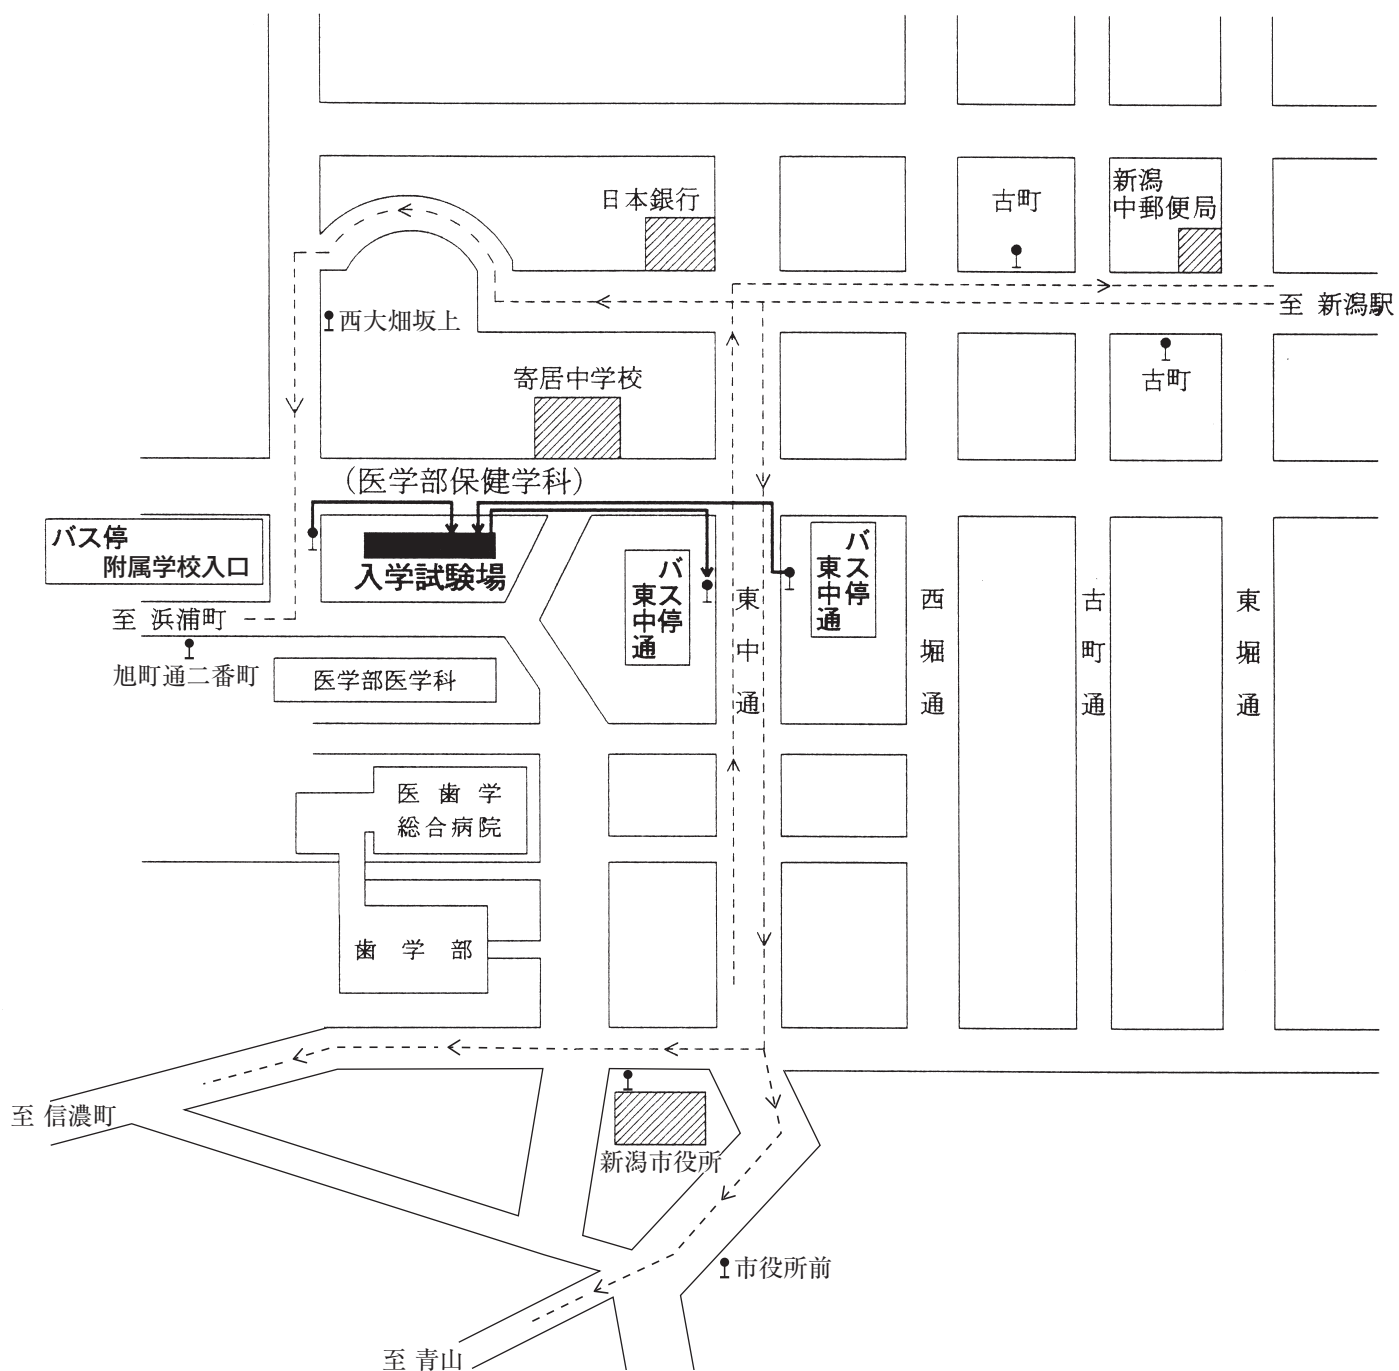 日本銀行
古町
新潟
中郵便局
至 新潟駅
西大畑坂上
寄居中学校
古町
(医学部保健学科)
バス停
附属学校入口
入学試験場
バス停
東中通
東中通
バス停
東中通
西堀通
古町通
東堀通
至 浜浦町
旭町通二番町
医学部医学科
医歯学
総合病院
歯学部
至 信濃町
新潟市役所
市役所前
至 青山